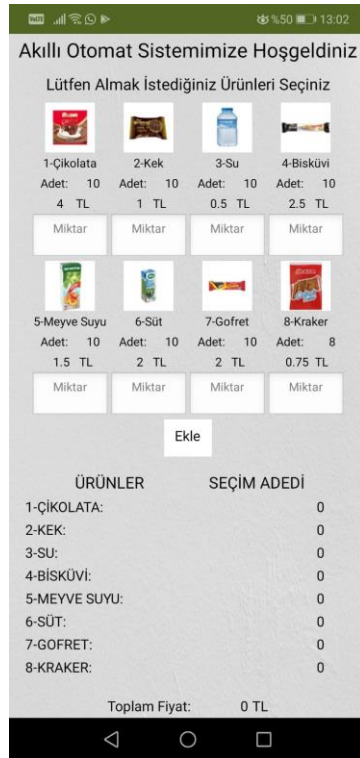 %50 13:02
Akıllı Otomat Sistemimize Hoşgeldiniz
Lütfen Almak İstediğiniz Ürünleri Seçiniz
1-Çikolata 2-Kek 3-Su 4-Bisküvi
Adet: 10 Adet: 10 Adet: 10 Adet: 10
4 TL 1 TL 0.5 TL 2.5 TL
Miktar Miktar Miktar Miktar
5-Meyve Suyu 6-Süt 7-Gofret 8-Kraker
Adet: 10 Adet: 10 Adet: 10 Adet: 8
1.5 TL 2 TL 2 TL 0.75 TL
Miktar Miktar Miktar Miktar
Ekle
ÜRÜNLER SEÇİM ADEDİ
1-ÇİKOLATA: 0
2-KEK: 0
3-SU: 0
4-BİSKÜVİ: 0
5-MEYVE SUYU: 0
6-SÜT: 0
7-GOFRET: 0
8-KRAKER: 0
Toplam Fiyat: 0 TL